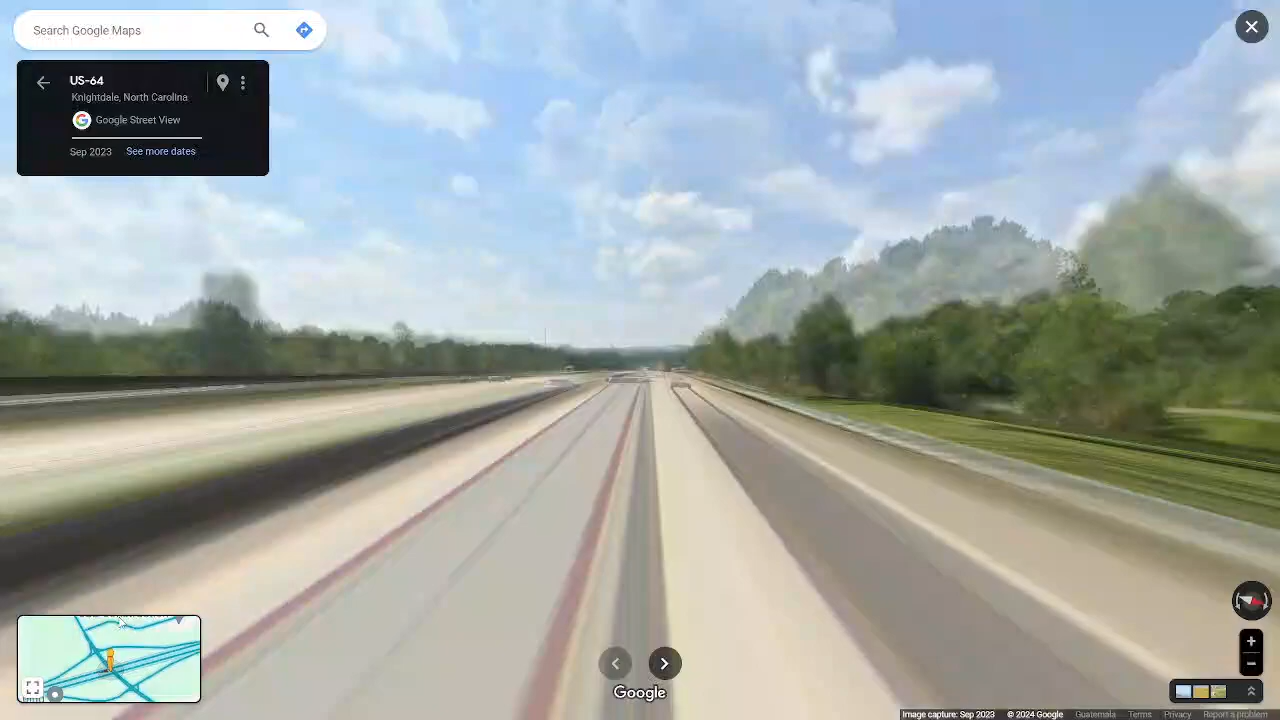 Search Google Maps
US-64
Knightdale, North Carolina
Google Street View
Sep 2023 See more dates
Google
Image capture: Sep 2023 © 2024 Google Guatemala Terms Privacy Report a problem